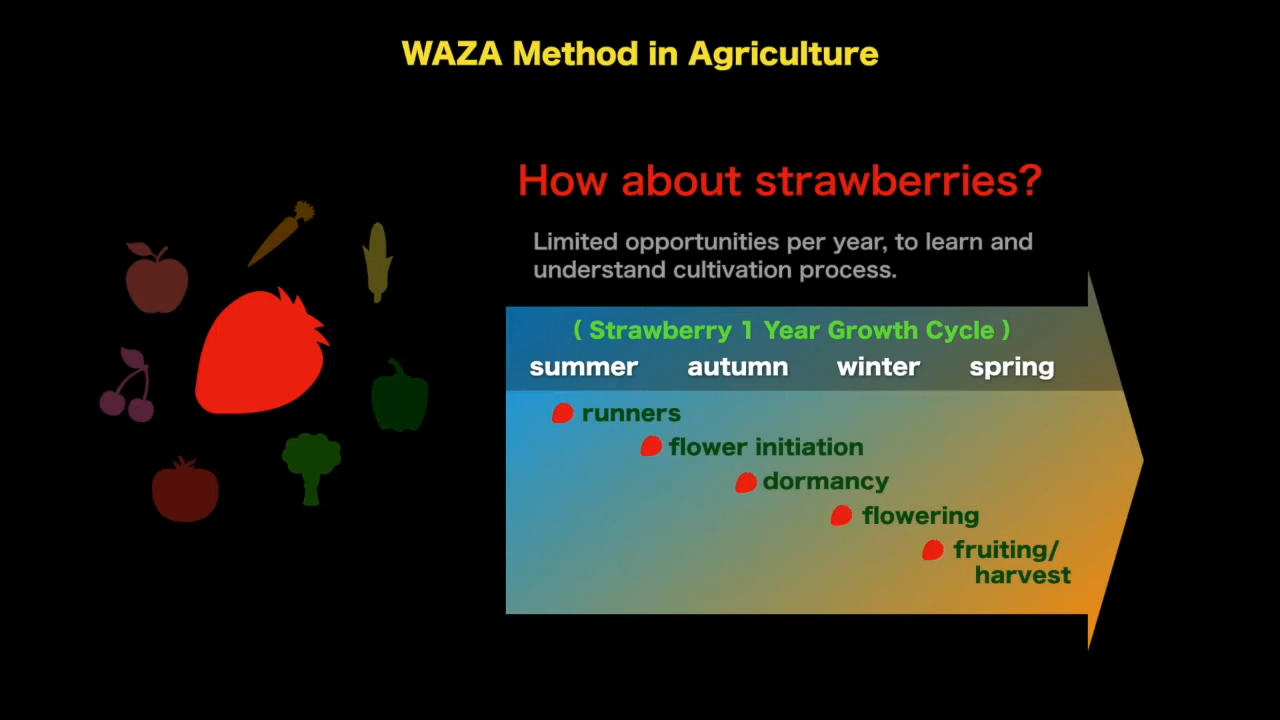 WAZA Method in Agriculture
How about strawberries?
Limited opportunities per year, to learn and
understand cultivation process.
( Strawberry 1 Year Growth Cycle )
summer autumn winter spring
runners
flower initiation
dormancy
flowering
fruiting/
harvest